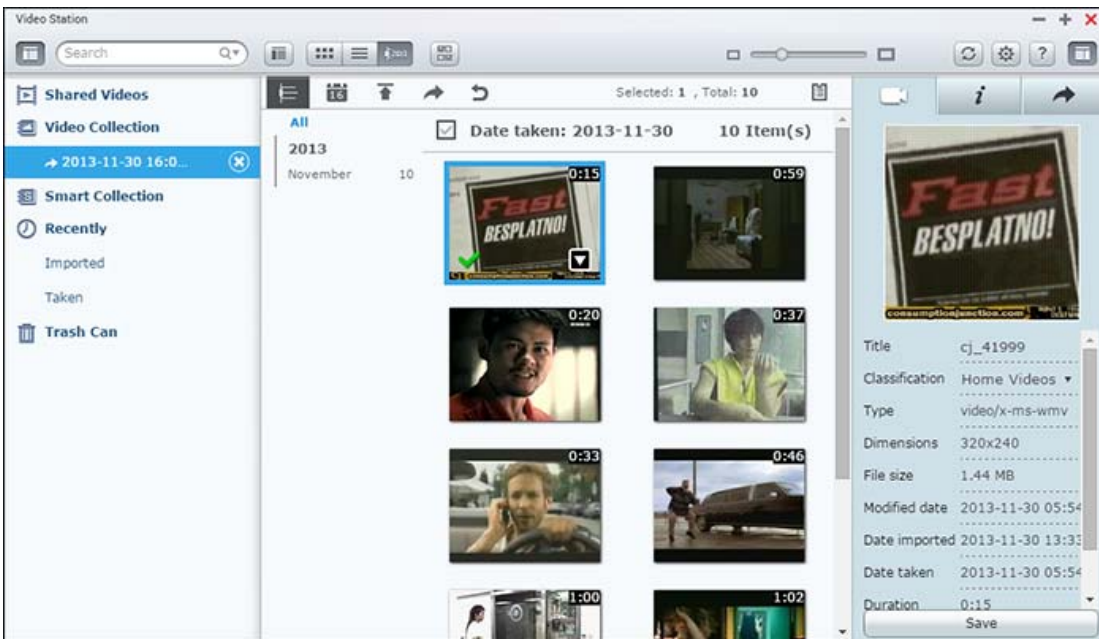 Video Station
Search
Shared Videos
Video Collection
2013-11-30 16:0...
Smart Collection
Recently
Imported
Taken
Trash Can
16
Selected: 1 , Total: 10
All
2013
November 10
Date taken: 2013-11-30 10 Item(s)
0:15
Fast
BESPLATNO!
0:59
0:20
0:37
0:33
0:46
1:00
1:02
Fast
BESPLATNO!
consumptionjunction.com
Title cj_41999
Classification Home Videos
Type video/x-ms-wmv
Dimensions 320x240
File size 1.44 MB
Modified date 2013-11-30 05:54
Date imported 2013-11-30 13:33
Date taken 2013-11-30 05:54
Duration 0:15
Save